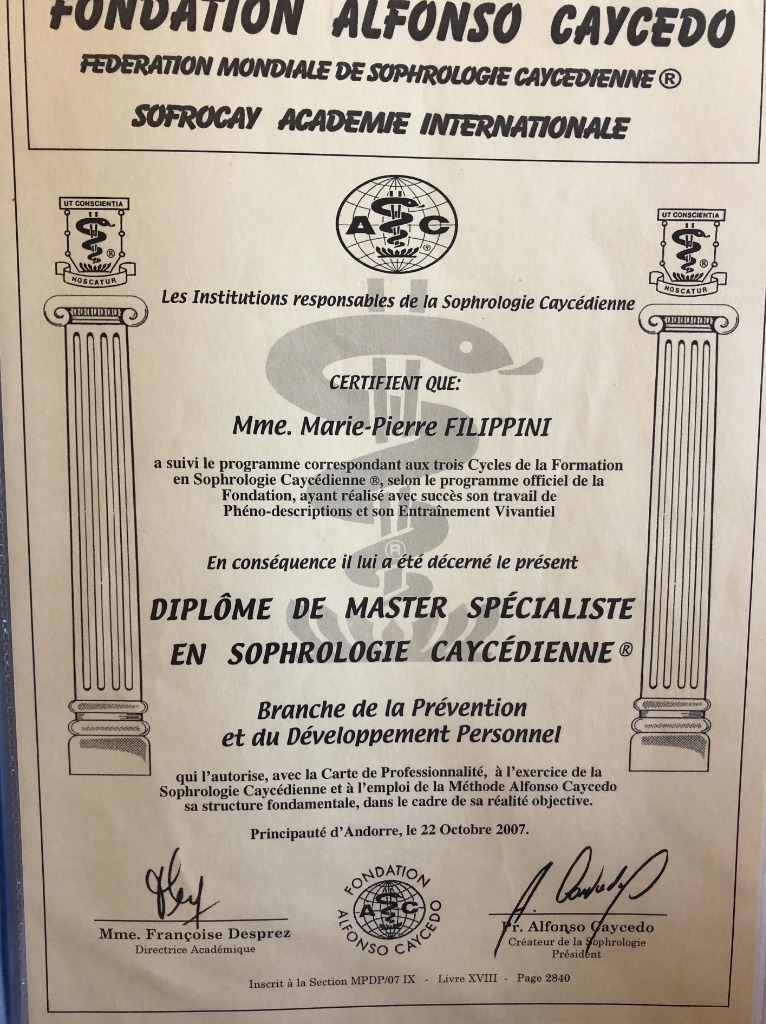 FONDATION ALFONSO CAYCEDO
FEDERATION MONDIALE DE SOPHROLOGIE CAYCEDIENNE ®
SOFROCAY ACADEMIE INTERNATIONALE
A C ®
UT CONSCIENTIA
®
NOSCATUR
UT CONSCIENTIA
®
NOSCATUR
Les Institutions responsables de la Sophrologie Caycédienne
CERTIFIENT QUE:
Mme. Marie-Pierre FILIPPINI
a suivi le programme correspondant aux trois Cycles de la Formation
en Sophrologie Caycédienne ®, selon le programme officiel de la
Fondation, ayant réalisé avec succès son travail de
Phéno-descriptions et son Entraînement Vivantiel
®
En conséquence il lui a été décerné le présent
DIPLÔME DE MASTER SPÉCIALISTE
EN SOPHROLOGIE CAYCÉDIENNE ®
Branche de la Prévention
et du Développement Personnel
qui l'autorise, avec la Carte de Professionnalité, à l'exercice de la
Sophrologie Caycédienne et à l'emploi de la Méthode Alfonso Caycedo
sa structure fondamentale, dans le cadre de sa réalité objective.
Principauté d'Andorre, le 22 Octobre 2007.
FONDATION
A C
ALFONSO CAYCEDO
Mme. Françoise Desprez
Directrice Académique
Pr. Alfonso Caycedo
Créateur de la Sophrologie
Président
Inscrit à la Section MPDP/07 IX - Livre XVIII - Page 2840